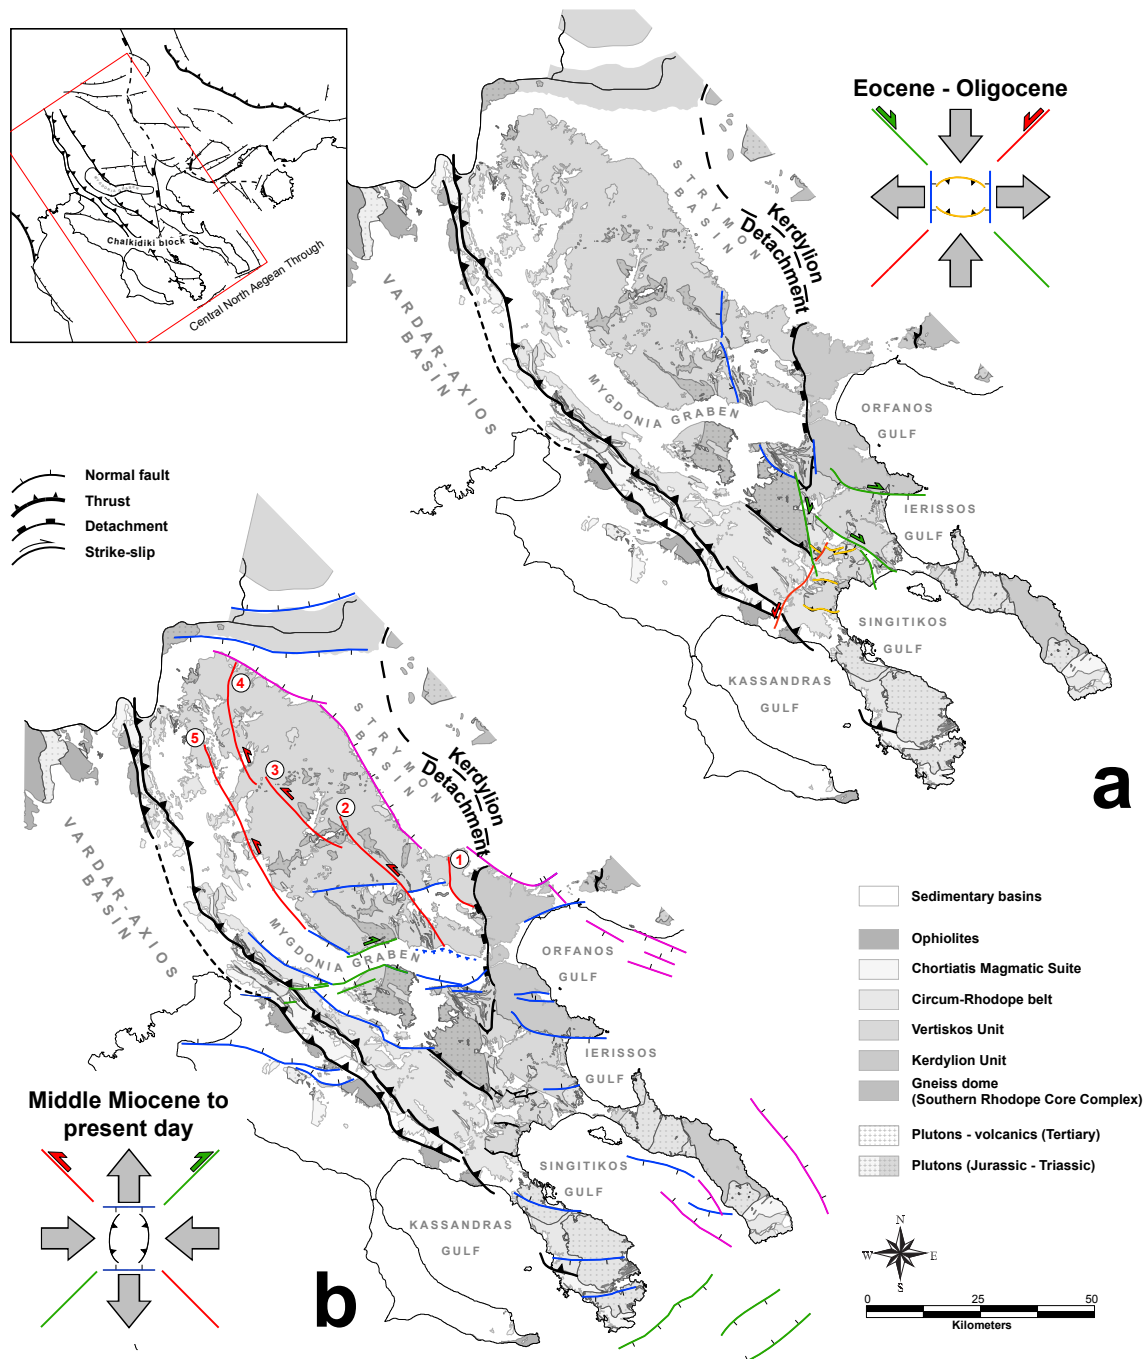 Chalkidiki block
Central North Aegean Through
Eocene - Oligocene
STRYMON
BASIN
Kerdylion
Detachment
VARDAR-AXIOS
BASIN
MYGDONIA GRABEN
ORFANOS
GULF
IERISSOS
GULF
SINGITIKOS
GULF
KASSANDRAS
GULF
a
Normal fault
Thrust
Detachment
Strike-slip
4
5
3
2
1
STRYMON
BASIN
Kerdylion
Detachment
VARDAR-AXIOS
BASIN
MYGDONIA GRABEN
ORFANOS
GULF
IERISSOS
GULF
SINGITIKOS
GULF
KASSANDRAS
GULF
Middle Miocene to
present day
b
Sedimentary basins
Ophiolites
Chortiatis Magmatic Suite
Circum-Rhodope belt
Vertiskos Unit
Kerdylion Unit
Gneiss dome
(Southern Rhodope Core Complex)
Plutons - volcanics (Tertiary)
Plutons (Jurassic - Triassic)
N
W E
S
0 25 50
Kilometers